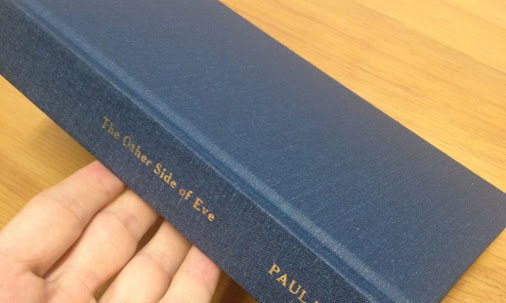 The Other Side of Eve
PAUL